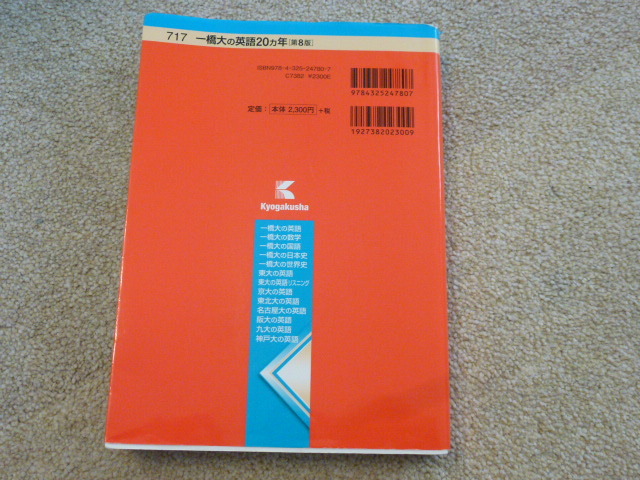 717 一橋大の英語20カ年[第8版]
ISBN978-4-325-24780-7
C7382 ¥2300E
9784325247807
定価：本体 2,300円＋税
1927382023009
K
Kyogakusha
一橋大の英語
一橋大の数学
一橋大の国語
一橋大の日本史
一橋大の世界史
東大の英語
東大の英語リスニング
京大の英語
東北大の英語
名古屋大の英語
阪大の英語
九大の英語
神戸大の英語